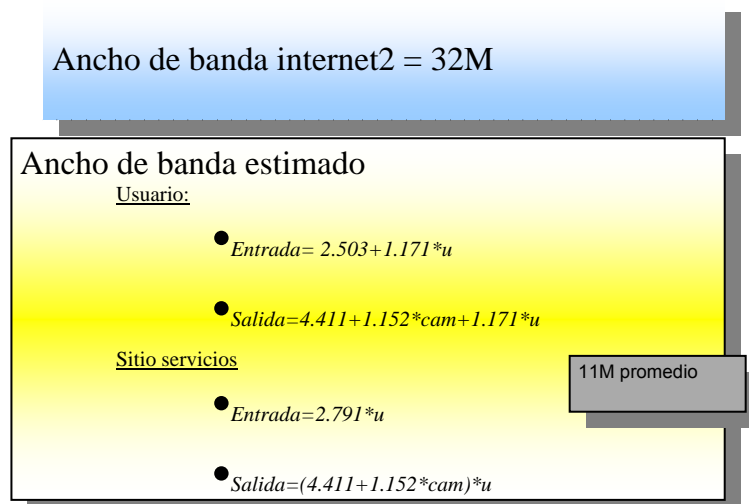 Ancho de banda internet2 = 32M
Ancho de banda estimado
Usuario:
●Entrada= 2.503+1.171*u
●Salida=4.411+1.152*cam+1.171*u
Sitio servicios
11M promedio
●Entrada=2.791*u
●Salida=(4.411+1.152*cam)*u